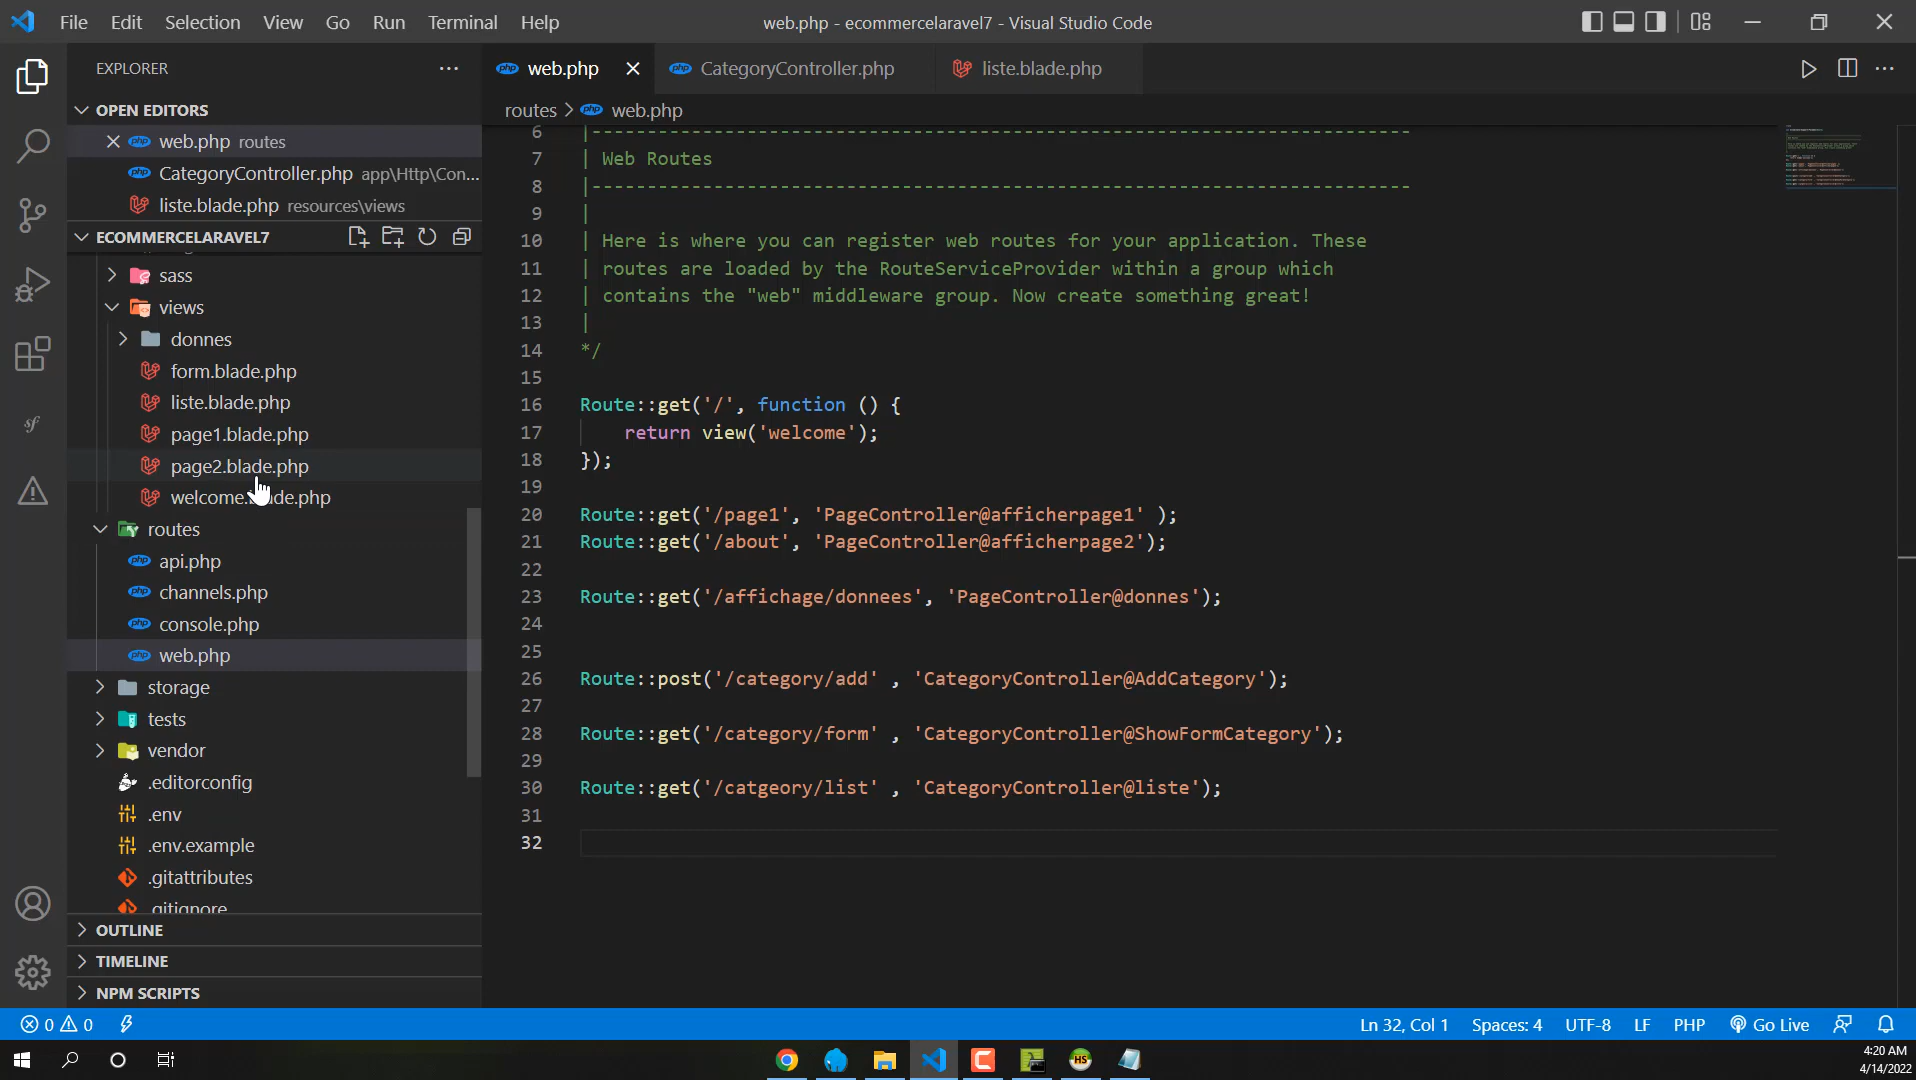 File Edit Selection View Go Run Terminal Help
web.php - ecommercelaravel7 - Visual Studio Code
EXPLORER
OPEN EDITORS
web.php routes
CategoryController.php app\Http\Con...
liste.blade.php resources\views
ECOMMERCELARAVEL7
sass
views
donnes
form.blade.php
liste.blade.php
page1.blade.php
page2.blade.php
welcome.blade.php
routes
api.php
channels.php
console.php
web.php
storage
tests
vendor
.editorconfig
.env
.env.example
.gitattributes
.gitignore
OUTLINE
TIMELINE
NPM SCRIPTS
web.php
CategoryController.php
liste.blade.php
routes > web.php
6 |--------------------------------------------------------------------------
7 | Web Routes
8 |--------------------------------------------------------------------------
9 |
10 | Here is where you can register web routes for your application. These
11 | routes are loaded by the RouteServiceProvider within a group which
12 | contains the "web" middleware group. Now create something great!
13 |
14 */
15
16 Route::get('/', function () {
17 return view('welcome');
18 });
19
20 Route::get('/page1', 'PageController@afficherpage1' );
21 Route::get('/about', 'PageController@afficherpage2');
22
23 Route::get('/affichage/donnees', 'PageController@donnes');
24
25
26 Route::post('/category/add' , 'CategoryController@AddCategory');
27
28 Route::get('/category/form' , 'CategoryController@ShowFormCategory');
29
30 Route::get('/catgeory/list' , 'CategoryController@liste');
31
32
0 0
Ln 32, Col 1 Spaces: 4 UTF-8 LF PHP Go Live
4:20 AM
4/14/2022